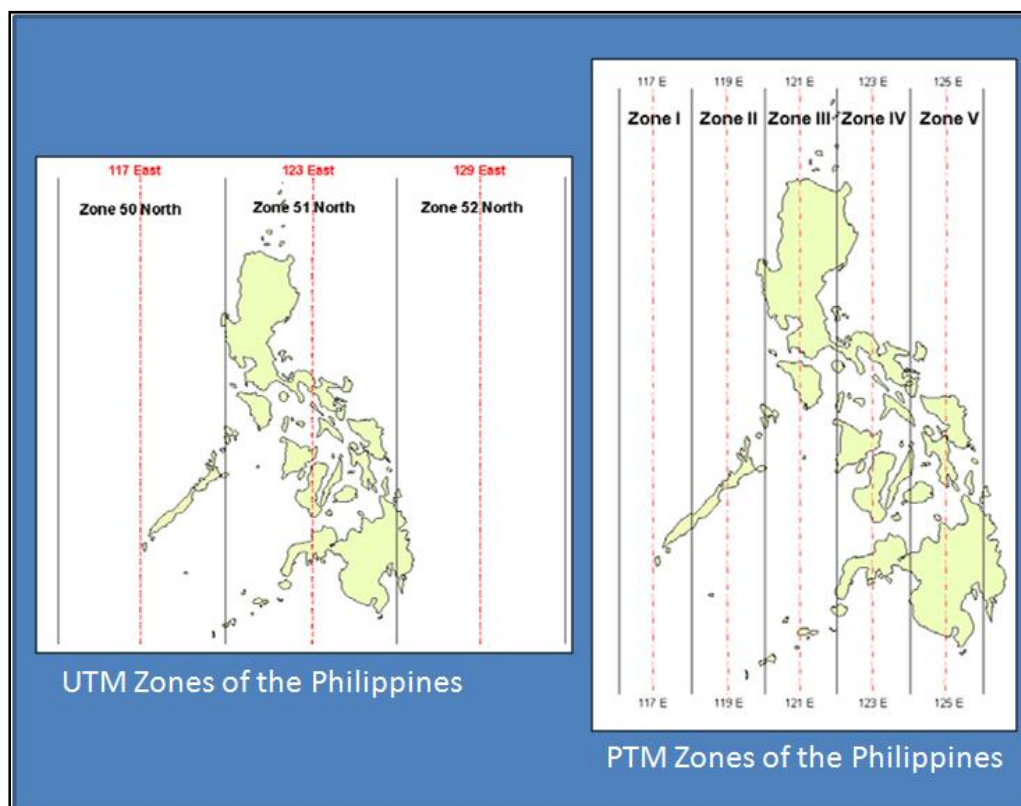 117 East 123 East 129 East
Zone 50 North Zone 51 North Zone 52 North
UTM Zones of the Philippines
117 E 119 E 121 E 123 E 125 E
Zone I Zone II Zone III Zone IV Zone V
117 E 119 E 121 E 123 E 125 E
PTM Zones of the Philippines